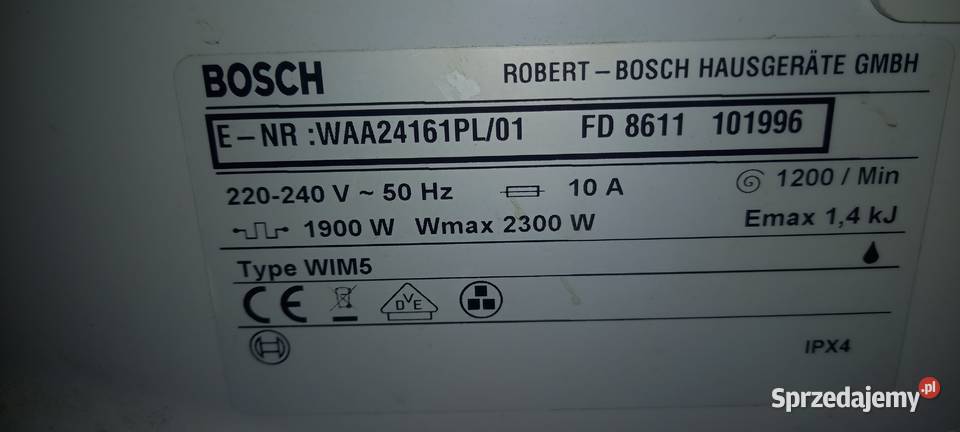 BOSCH ROBERT-BOSCH HAUSGERÄTE GMBH
E-NR :WAA24161PL/01 FD 8611 101996
220-240 V ~ 50 Hz 10 A 1200 / Min
1900 W Wmax 2300 W Emax 1,4 kJ
Type WIM5
CE DVE
IPX4
Sprzedajemy.pl